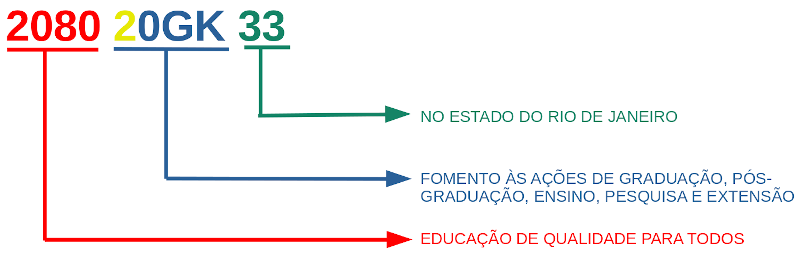 2080 20GK 33
NO ESTADO DO RIO DE JANEIRO
FOMENTO ÀS AÇÕES DE GRADUAÇÃO, PÓS-
GRADUAÇÃO, ENSINO, PESQUISA E EXTENSÃO
EDUCAÇÃO DE QUALIDADE PARA TODOS